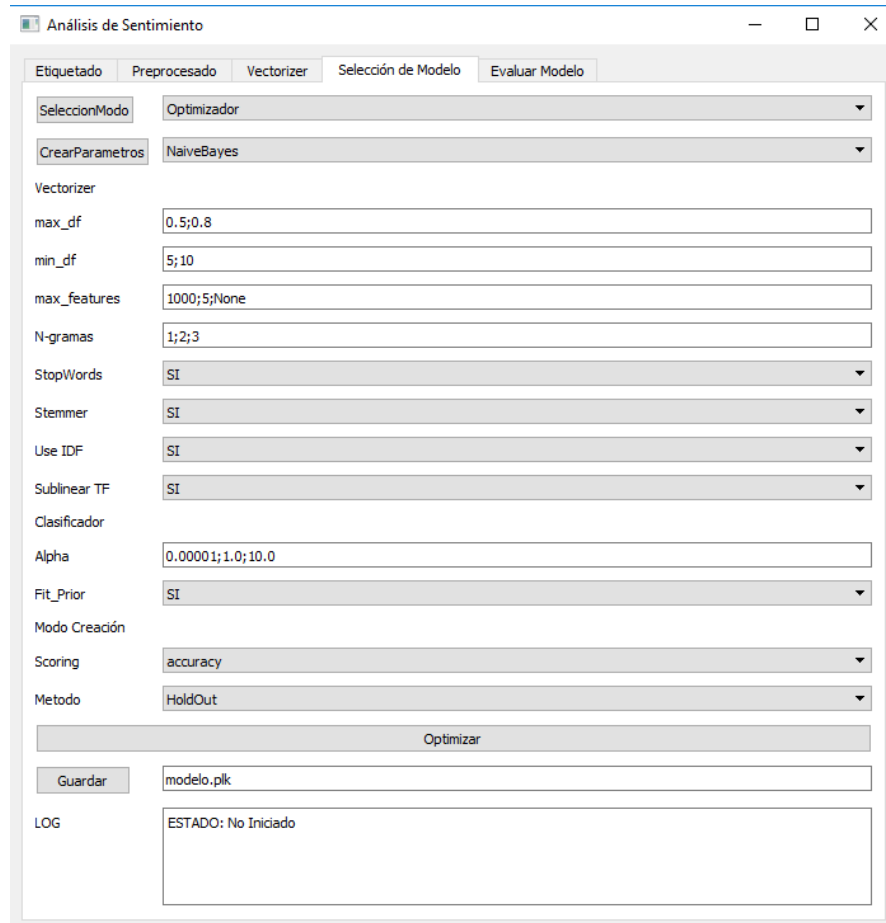 Análisis de Sentimiento
Etiquetado Preprocesado Vectorizer Selección de Modelo Evaluar Modelo
SeleccionModo Optimizador
CrearParametros NaiveBayes
Vectorizer
max_df 0.5;0.8
min_df 5;10
max_features 1000;5;None
N-gramas 1;2;3
StopWords SI
Stemmer SI
Use IDF SI
Sublinear TF SI
Clasificador
Alpha 0.00001;1.0;10.0
Fit_Prior SI
Modo Creación
Scoring accuracy
Metodo HoldOut
Optimizar
Guardar modelo.plk
LOG ESTADO: No Iniciado